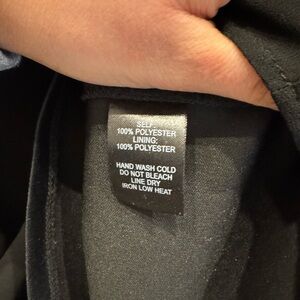 SELF:
100% POLYESTER
LINING:
100% POLYESTER
HAND WASH COLD
DO NOT BLEACH
LINE DRY
IRON LOW HEAT